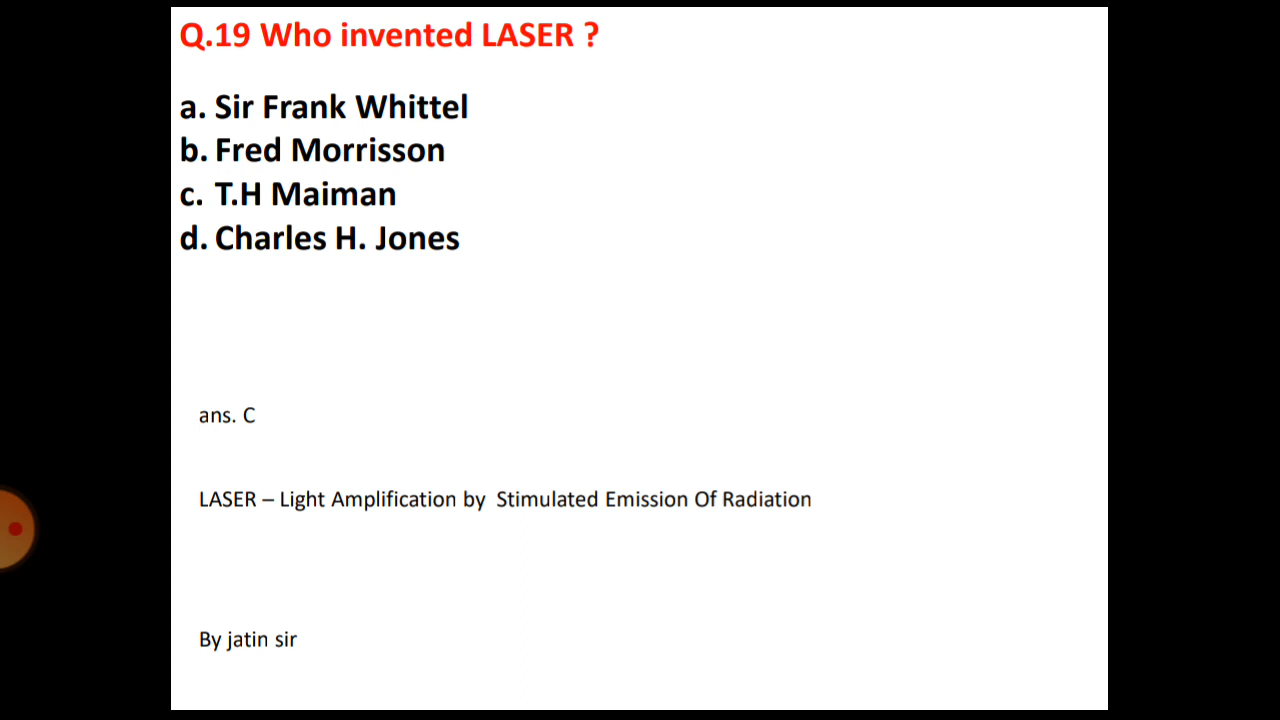 Q.19 Who invented LASER ?
a. Sir Frank Whittel
b. Fred Morrisson
c. T.H Maiman
d. Charles H. Jones
ans. C
LASER – Light Amplification by Stimulated Emission Of Radiation
By jatin sir